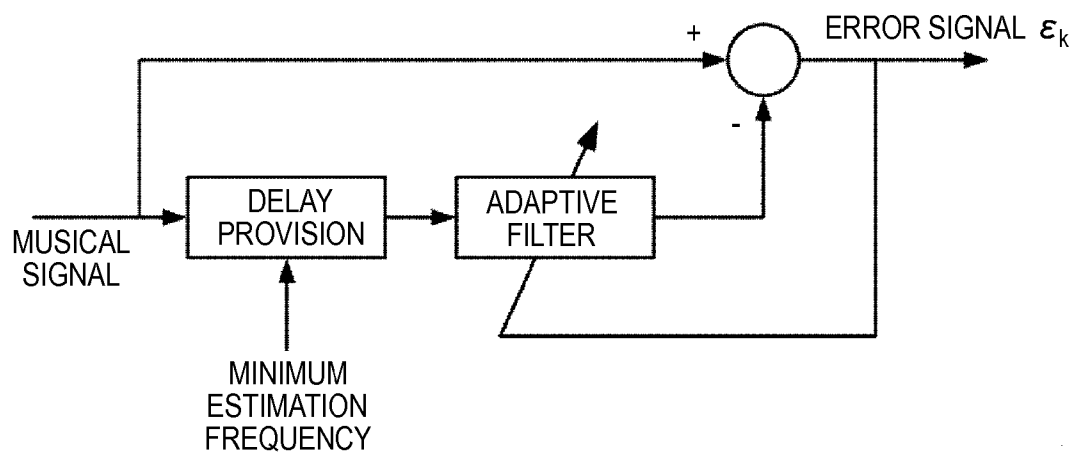 ERROR SIGNAL εk
+
-
DELAY
PROVISION
ADAPTIVE
FILTER
MUSICAL
SIGNAL
MINIMUM
ESTIMATION
FREQUENCY